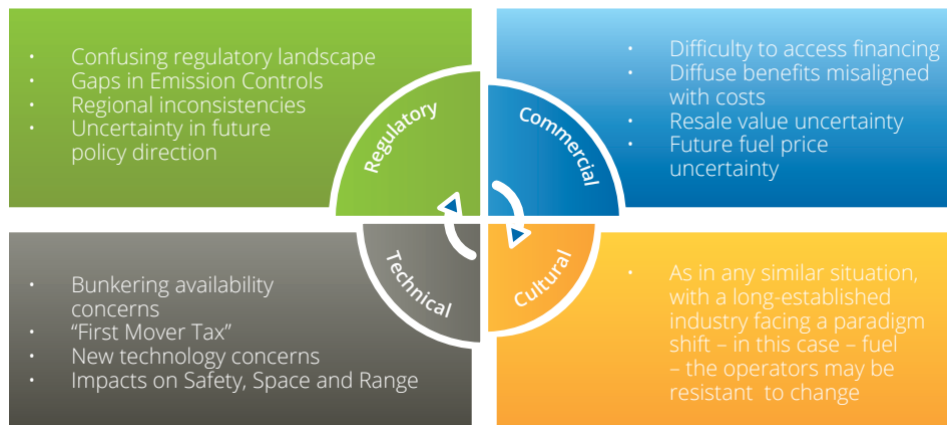 • Confusing regulatory landscape
• Gaps in Emission Controls
• Regional inconsistencies
• Uncertainty in future
policy direction
Regulatory
• Difficulty to access financing
• Diffuse benefits misaligned
with costs
• Resale value uncertainty
• Future fuel price
uncertainty
Commercial
• Bunkering availability
concerns
• “First Mover Tax”
• New technology concerns
• Impacts on Safety, Space and Range
Technical
• As in any similar situation,
with a long-established
industry facing a paradigm
shift – in this case – fuel
– the operators may be
resistant to change
Cultural